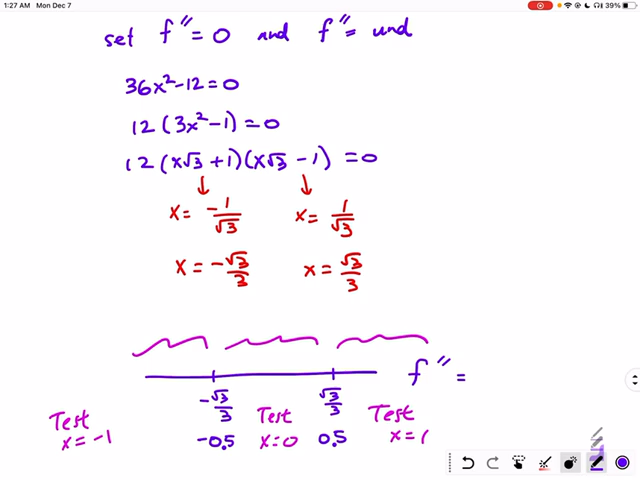 1:27 AM Mon Dec 7 39%
set f″ = 0 and f″ = und
36x² - 12 = 0
12 (3x² - 1) = 0
12 (x√3 + 1)(x√3 - 1) = 0
x = -1/√3 x = 1/√3
x = -√3/3 x = √3/3
f″ =
-√3/3 √3/3
Test Test Test
x = -1 -0.5 x = 0 0.5 x = 1